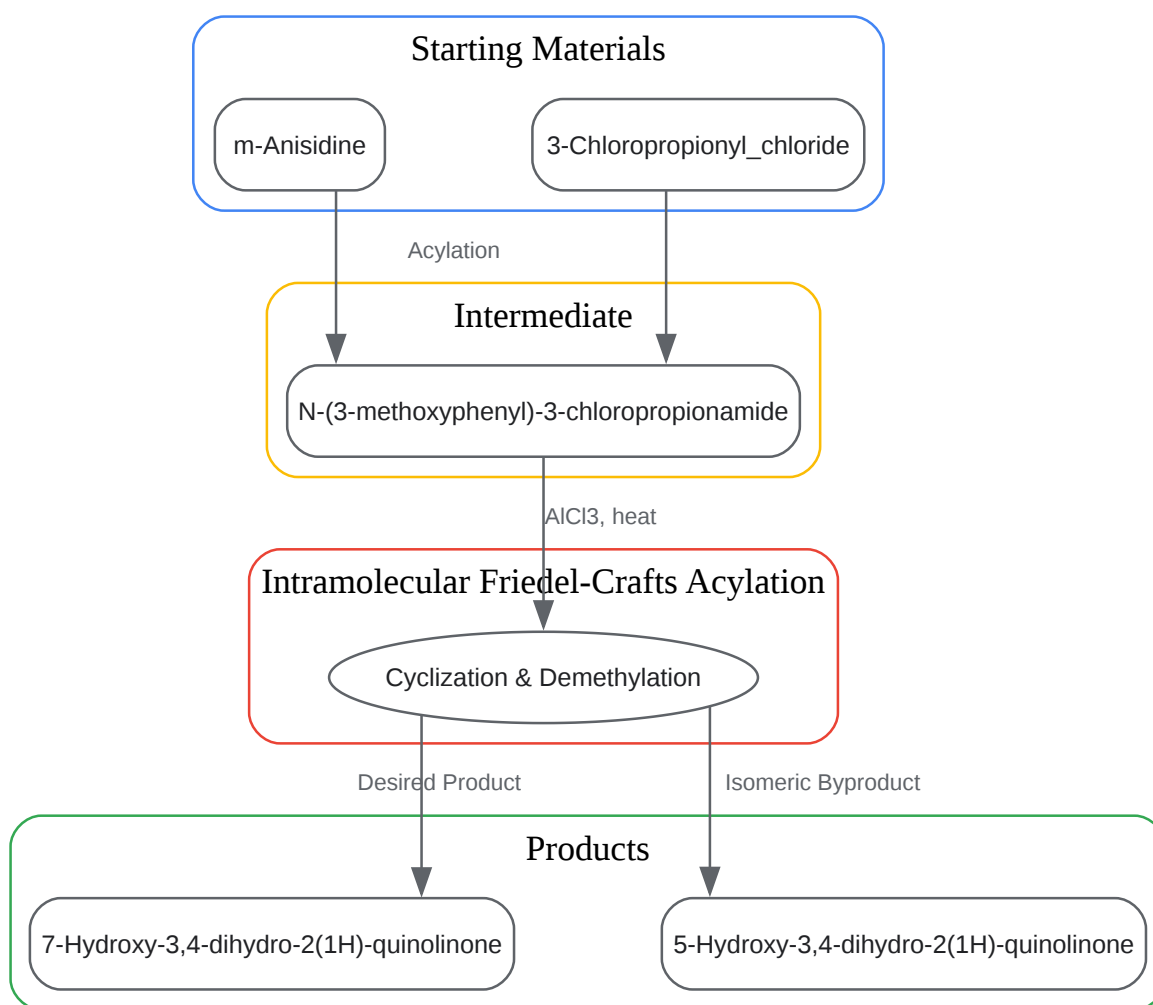 Starting Materials
m-Anisidine
3-Chloropropionyl_chloride
Acylation
Intermediate
N-(3-methoxyphenyl)-3-chloropropionamide
AlCl3, heat
Intramolecular Friedel-Crafts Acylation
Cyclization & Demethylation
Desired Product
Isomeric Byproduct
Products
7-Hydroxy-3,4-dihydro-2(1H)-quinolinone
5-Hydroxy-3,4-dihydro-2(1H)-quinolinone